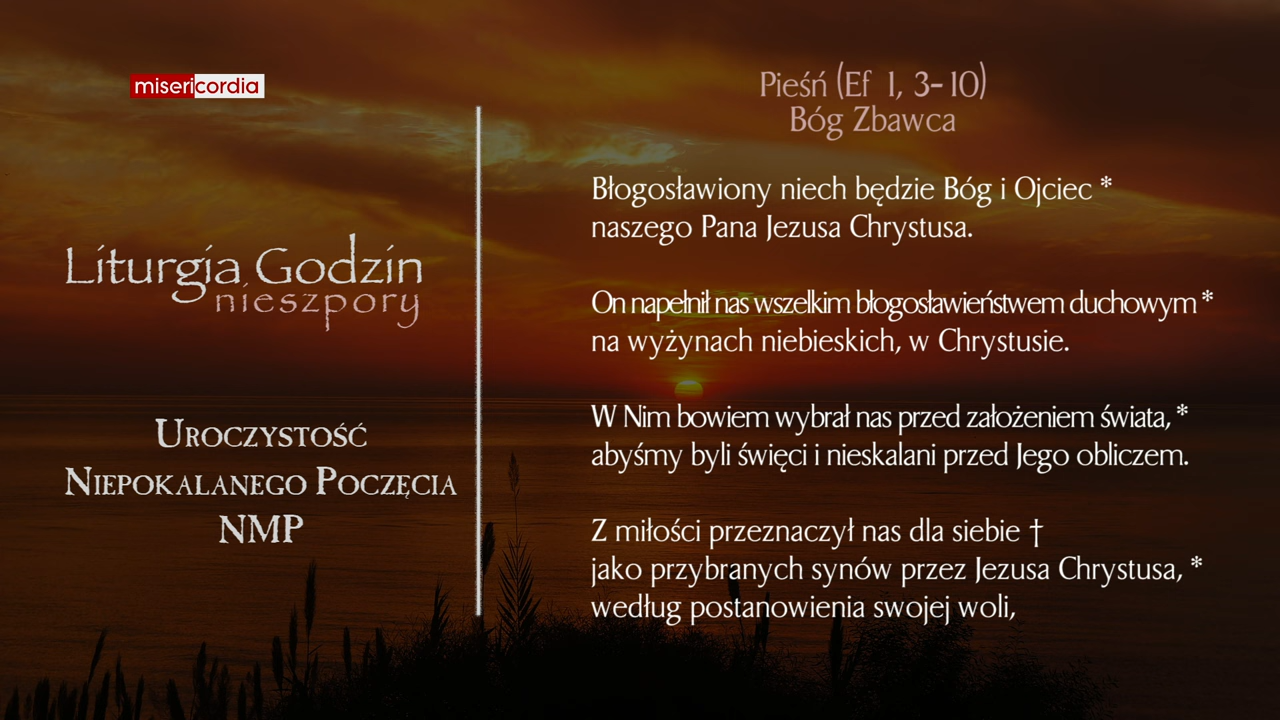 misericordia
Liturgia Godzin
nieszpory
Uroczystość
Niepokalanego Poczęcia
NMP
Pieśń (Ef 1, 3-10)
Bóg Zbawca
Błogosławiony niech będzie Bóg i Ojciec *
naszego Pana Jezusa Chrystusa.
On napełnił nas wszelkim błogosławieństwem duchowym *
na wyżynach niebieskich, w Chrystusie.
W Nim bowiem wybrał nas przed założeniem świata, *
abyśmy byli święci i nieskalani przed Jego obliczem.
Z miłości przeznaczył nas dla siebie †
jako przybranych synów przez Jezusa Chrystusa, *
według postanowienia swojej woli,